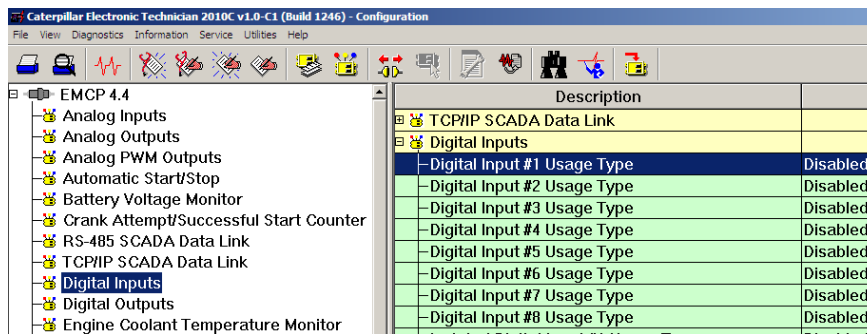 Caterpillar Electronic Technician 2010C v1.0-C1 (Build 1246) - Configuration
File View Diagnostics Information Service Utilities Help
EMCP 4.4
Analog Inputs
Analog Outputs
Analog PWM Outputs
Automatic Start/Stop
Battery Voltage Monitor
Crank Attempt/Successful Start Counter
RS-485 SCADA Data Link
TCP/IP SCADA Data Link
Digital Inputs
Digital Outputs
Engine Coolant Temperature Monitor
Description
TCP/IP SCADA Data Link
Digital Inputs
Digital Input #1 Usage Type Disabled
Digital Input #2 Usage Type Disabled
Digital Input #3 Usage Type Disabled
Digital Input #4 Usage Type Disabled
Digital Input #5 Usage Type Disabled
Digital Input #6 Usage Type Disabled
Digital Input #7 Usage Type Disabled
Digital Input #8 Usage Type Disabled